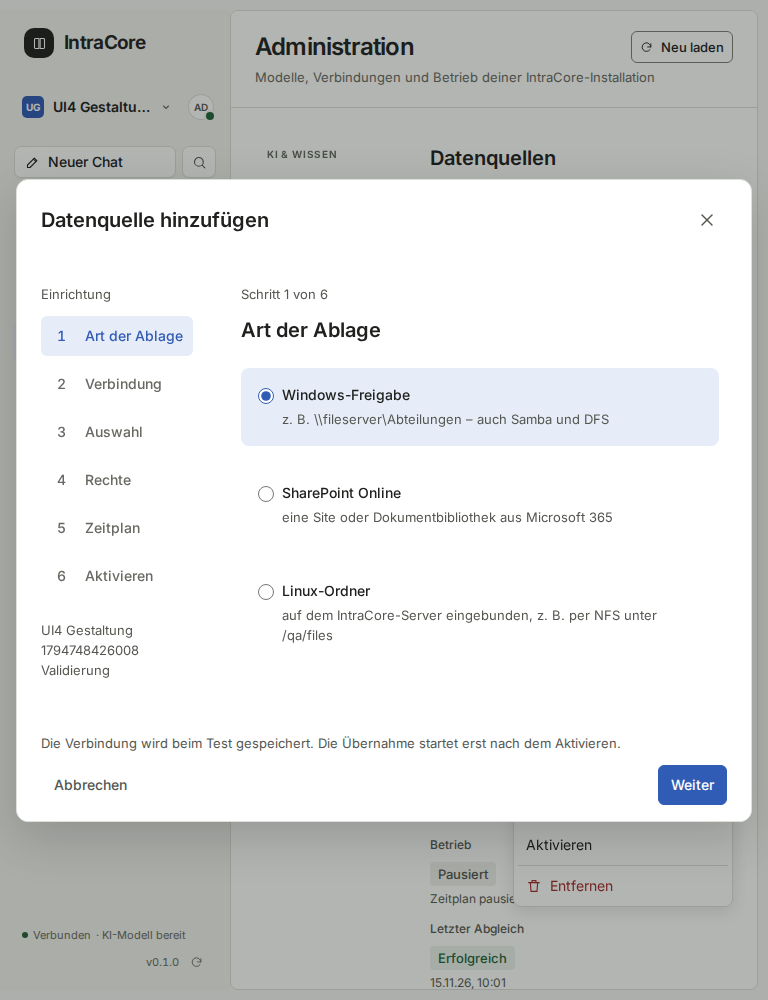 IntraCore
UG UI4 Gestaltu... AD
Neuer Chat
Administration
Neu laden
Modelle, Verbindungen und Betrieb deiner IntraCore-Installation
KI & WISSEN
Datenquellen
Datenquelle hinzufügen
Einrichtung
1 Art der Ablage
2 Verbindung
3 Auswahl
4 Rechte
5 Zeitplan
6 Aktivieren
UI4 Gestaltung
1794748426008
Validierung
Schritt 1 von 6
Art der Ablage
Windows-Freigabe
z. B. \\fileserver\Abteilungen – auch Samba und DFS
SharePoint Online
eine Site oder Dokumentbibliothek aus Microsoft 365
Linux-Ordner
auf dem IntraCore-Server eingebunden, z. B. per NFS unter
/qa/files
Die Verbindung wird beim Test gespeichert. Die Übernahme startet erst nach dem Aktivieren.
Abbrechen
Weiter
Betrieb
Pausiert
Zeitplan pausie
Aktivieren
Entfernen
Letzter Abgleich
Erfolgreich
15.11.26, 10:01
Verbunden · KI-Modell bereit
v0.1.0